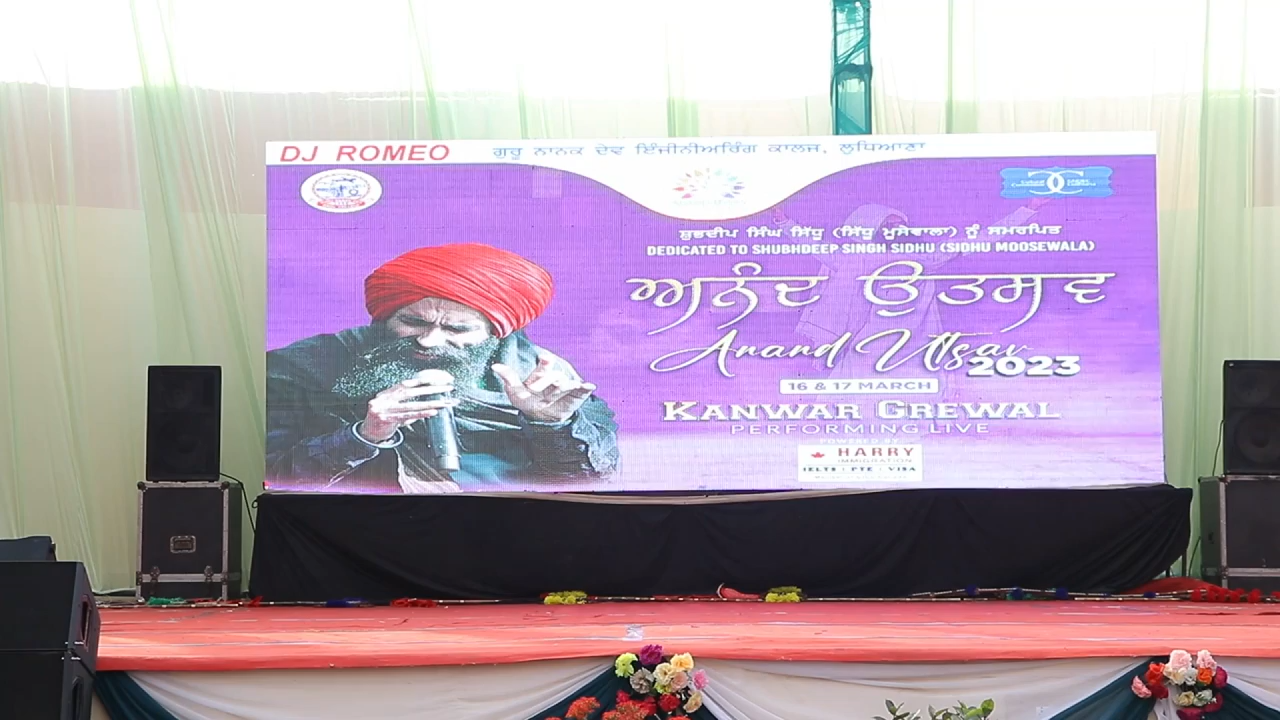 DJ ROMEO
ਗੁਰੂ ਨਾਨਕ ਦੇਵ ਇੰਜੀਨੀਅਰਿੰਗ ਕਾਲਜ, ਲੁਧਿਆਣਾ
ਸ਼ੁਭਦੀਪ ਸਿੰਘ ਸਿੱਧੂ (ਸਿੱਧੂ ਮੂਸੇਵਾਲਾ) ਨੂੰ ਸਮਰਪਿਤ
DEDICATED TO SHUBHDEEP SINGH SIDHU (SIDHU MOOSEWALA)
ਅਨੰਦ ਉਤਸਵ
Anand Utsav
2023
16 & 17 MARCH
KANWAR GREWAL
PERFORMING LIVE
POWERED BY
HARRY
IMMIGRATION
IELTS | PTE | VISA